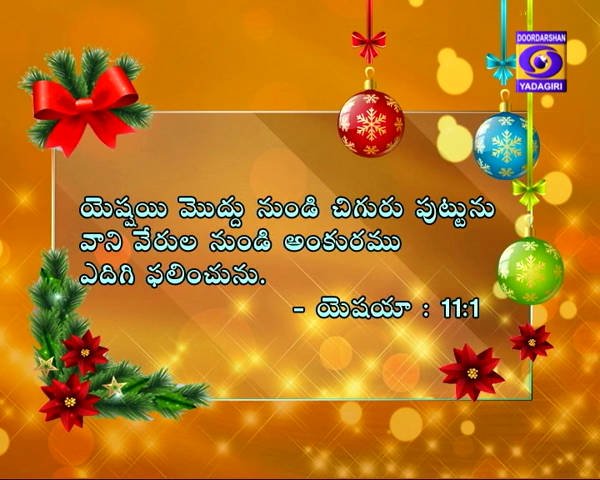 DOORDARSHAN
YADAGIRI
యెష్షయి మొద్దు నుండి చిగురు పుట్టును
వాని వేరుల నుండి అంకురము
ఎదిగి ఫలించును.
- యెషయా : 11:1